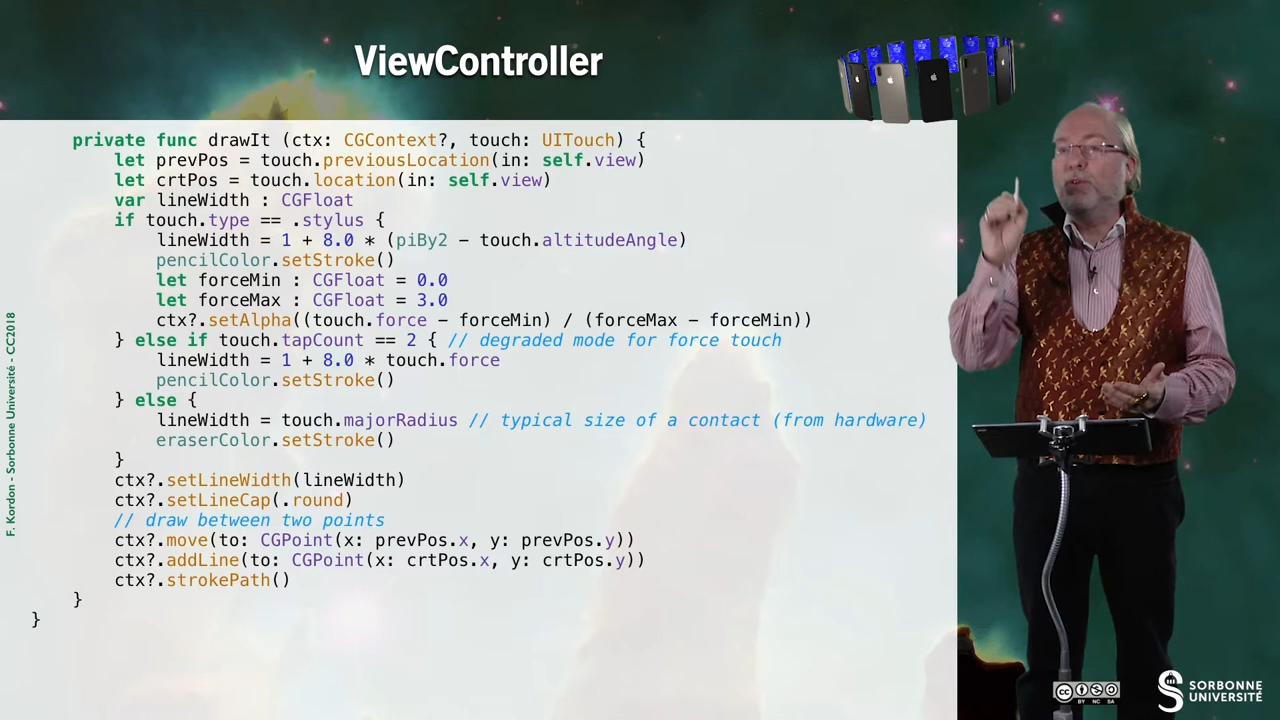 ViewController
private func drawIt (ctx: CGContext?, touch: UITouch) {
let prevPos = touch.previousLocation(in: self.view)
let crtPos = touch.location(in: self.view)
var lineWidth : CGFloat
if touch.type == .stylus {
lineWidth = 1 + 8.0 * (piBy2 - touch.altitudeAngle)
pencilColor.setStroke()
let forceMin : CGFloat = 0.0
let forceMax : CGFloat = 3.0
ctx?.setAlpha((touch.force - forceMin) / (forceMax - forceMin))
} else if touch.tapCount == 2 { // degraded mode for force touch
lineWidth = 1 + 8.0 * touch.force
pencilColor.setStroke()
} else {
lineWidth = touch.majorRadius // typical size of a contact (from hardware)
eraserColor.setStroke()
}
ctx?.setLineWidth(lineWidth)
ctx?.setLineCap(.round)
// draw between two points
ctx?.move(to: CGPoint(x: prevPos.x, y: prevPos.y))
ctx?.addLine(to: CGPoint(x: crtPos.x, y: crtPos.y))
ctx?.strokePath()
}
}
F. Kordon - Sorbonne Université - CC2018
cc BY NC SA
SORBONNE
UNIVERSITÉ